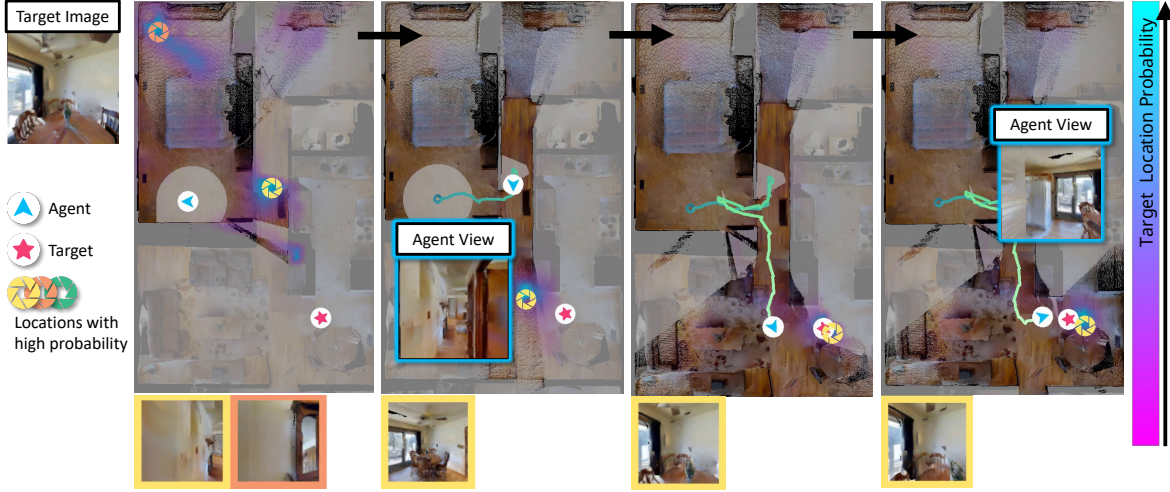 Target Image
Agent
Target
Locations with
high probability
Agent View
Agent View
Target Location Probability